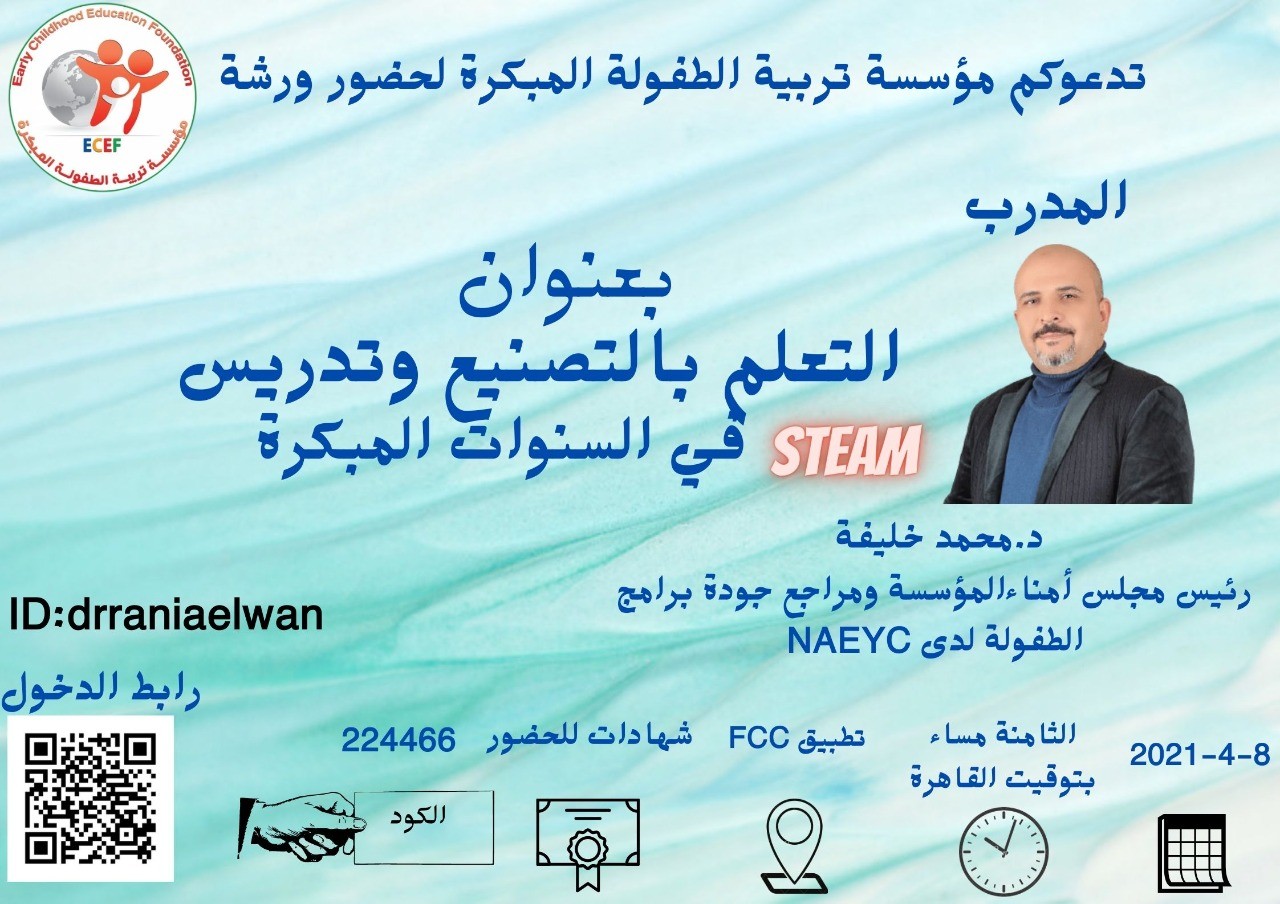 Early Childhood Education Foundation
ECEF
مؤسسة تربية الطفولة المبكرة
تدعوكم مؤسسة تربية الطفولة المبكرة لحضور ورشة
المدرب
بعنوان
التعلم بالتصنيع وتدريس
STEAM في السنوات المبكرة
د.محمد خليفة
رئيس مجلس أمناءالمؤسسة ومراجع جودة برامج
الطفولة لدى NAEYC
ID:drraniaelwan
رابط الدخول
2021-4-8
الثامنة مساء
بتوقيت القاهرة
تطبيق FCC
شهادات للحضور
224466
الكود